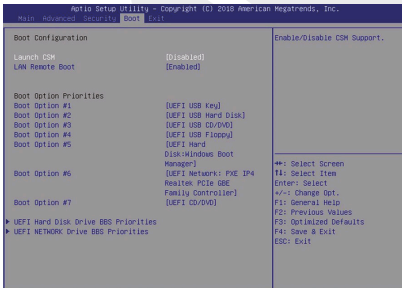 Aptio Setup Utility – Copyright (C) 2018 American Megatrends, Inc.
Main Advanced Security Boot Exit
Boot Configuration
Launch CSM [Disabled]
LAN Remote Boot [Enabled]
Boot Option Priorities
Boot Option #1 [UEFI USB Key]
Boot Option #2 [UEFI USB Hard Disk]
Boot Option #3 [UEFI USB CD/DVD]
Boot Option #4 [UEFI USB Floppy]
Boot Option #5 [UEFI Hard
Disk:Windows Boot
Manager]
Boot Option #6 [UEFI Network: PXE IP4
Realtek PCIe GBE
Family Controller]
Boot Option #7 [UEFI CD/DVD]
UEFI Hard Disk Drive BBS Priorities
UEFI NETWORK Drive BBS Priorities
Enable/Disable CSM Support.
→←: Select Screen
↑↓: Select Item
Enter: Select
+/-: Change Opt.
F1: General Help
F2: Previous Values
F3: Optimized Defaults
F4: Save & Exit
ESC: Exit